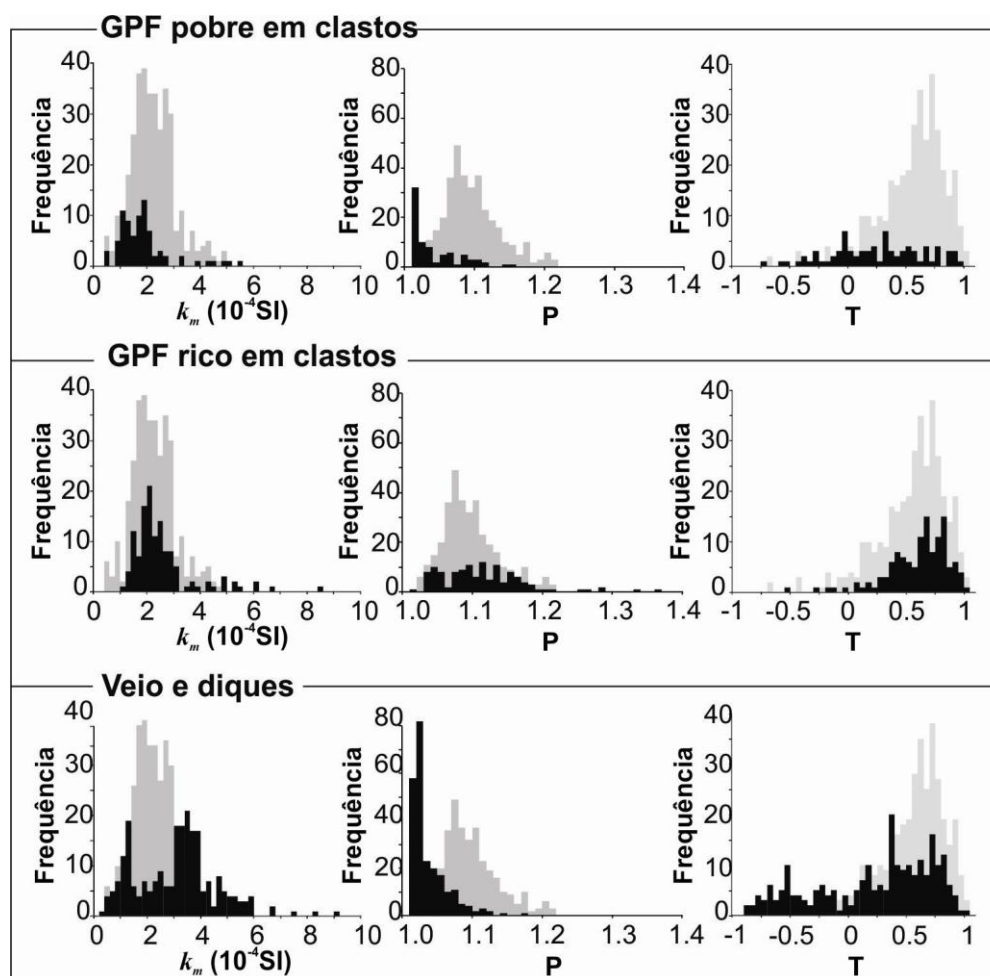 GPF pobre em clastos
Frequência
40
30
20
10
0
0 2 4 6 8 10
k_m (10⁻⁴SI)
Frequência
80
60
40
20
0
1.0 1.1 1.2 1.3 1.4
P
Frequência
40
30
20
10
0
-1 -0.5 0 0.5 1
T
GPF rico em clastos
Frequência
40
30
20
10
0
0 2 4 6 8 10
k_m (10⁻⁴SI)
Frequência
80
60
40
20
0
1.0 1.1 1.2 1.3 1.4
P
Frequência
40
30
20
10
0
-1 -0.5 0 0.5 1
T
Veio e diques
Frequência
40
30
20
10
0
0 2 4 6 8 10
k_m (10⁻⁴SI)
Frequência
80
60
40
20
0
1.0 1.1 1.2 1.3 1.4
P
Frequência
40
30
20
10
0
-1 -0.5 0 0.5 1
T